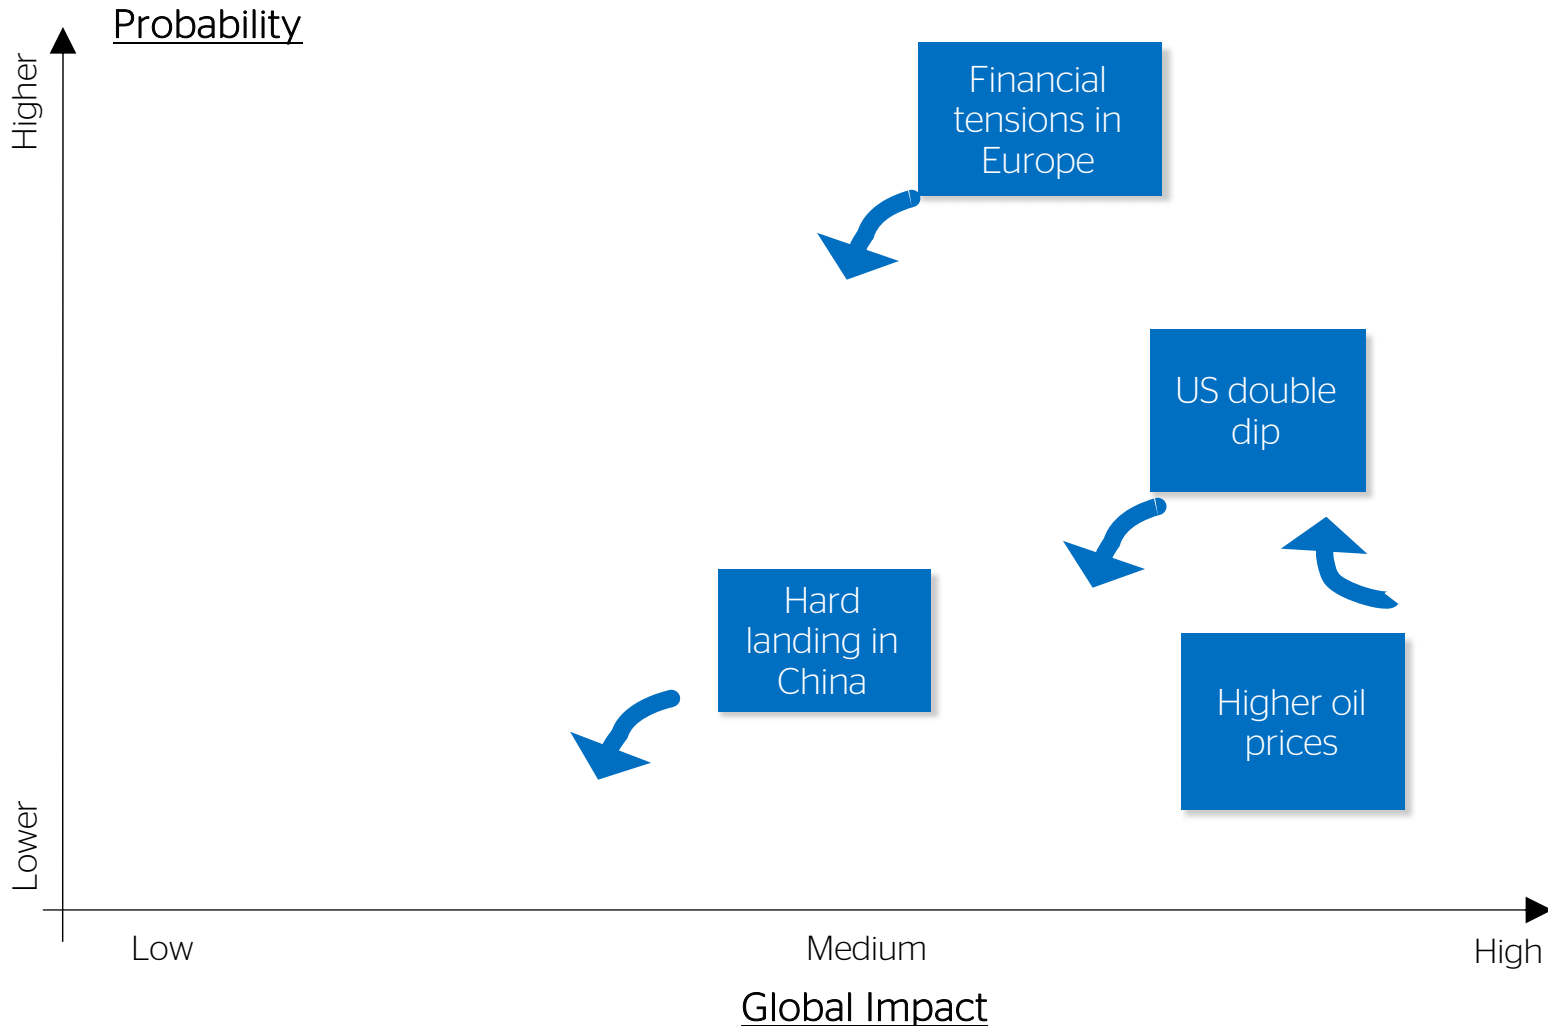 Probability
Higher
Financial
tensions in
Europe
US double
dip
Hard
landing in
China
Higher oil
prices
Lower
Low
Medium
High
Global Impact